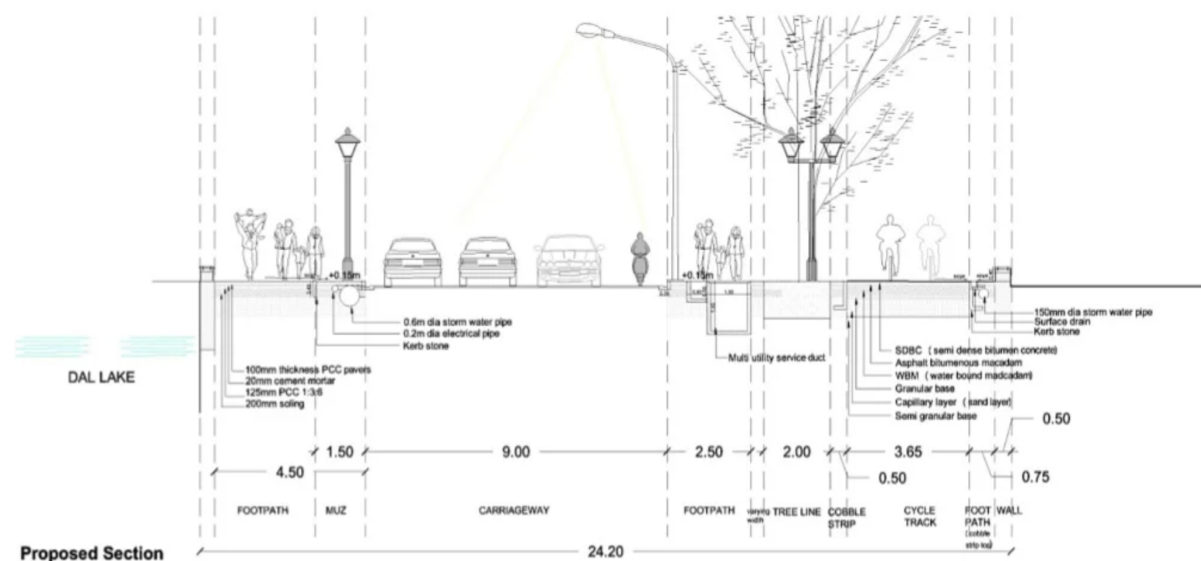 +0.15m
+0.15m
0.6m dia storm water pipe
0.2m dia electrical pipe
Kerb stone
100mm thickness PCC pavers
20mm cement mortar
125mm PCC 1:3:6
200mm soling
DAL LAKE
Multi utility service duct
150mm dia storm water pipe
Surface drain
Kerb stone
SDBC (semi dense bitumen concrete)
Asphalt bitumenous macadam
WBM (water bound madcadam)
Granular base
Capillary layer (sand layer)
Semi granular base
0.50
1.50
9.00
2.50
2.00
3.65
4.50
0.50
0.75
FOOTPATH
MUZ
CARRIAGEWAY
FOOTPATH
varying
width
TREE LINE
COBBLE
STRIP
CYCLE
TRACK
FOOT
PATH
(cobble
strip top)
WALL
Proposed Section
24.20